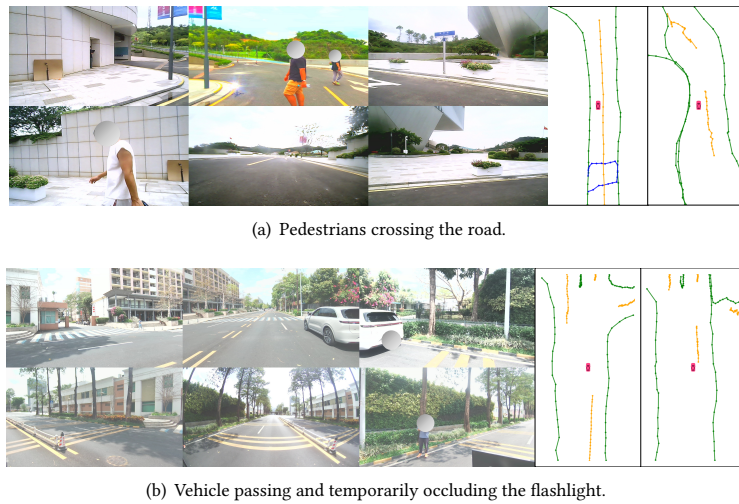 (a) Pedestrians crossing the road.
(b) Vehicle passing and temporarily occluding the flashlight.